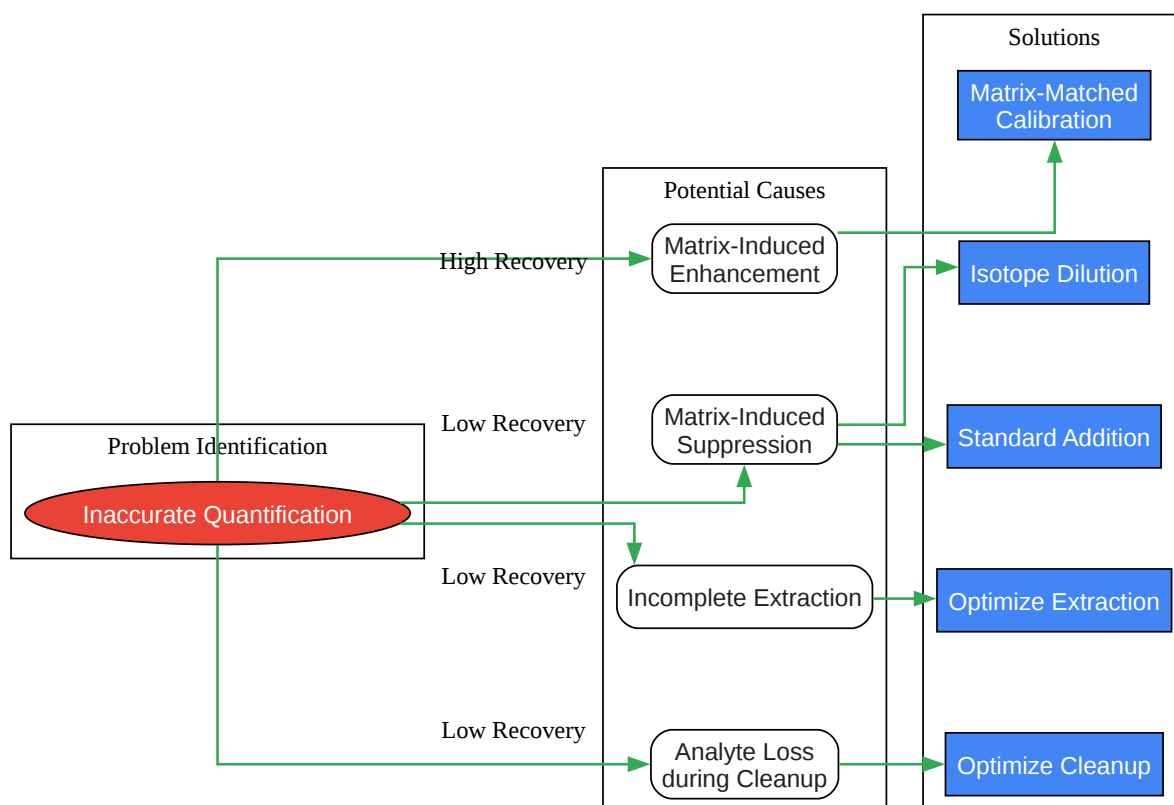 Solutions
Matrix-Matched
Calibration
Potential Causes
Matrix-Induced
Enhancement
High Recovery
Isotope Dilution
Low Recovery
Matrix-Induced
Suppression
Standard Addition
Problem Identification
Inaccurate Quantification
Low Recovery
Incomplete Extraction
Optimize Extraction
Low Recovery
Analyte Loss
during Cleanup
Optimize Cleanup